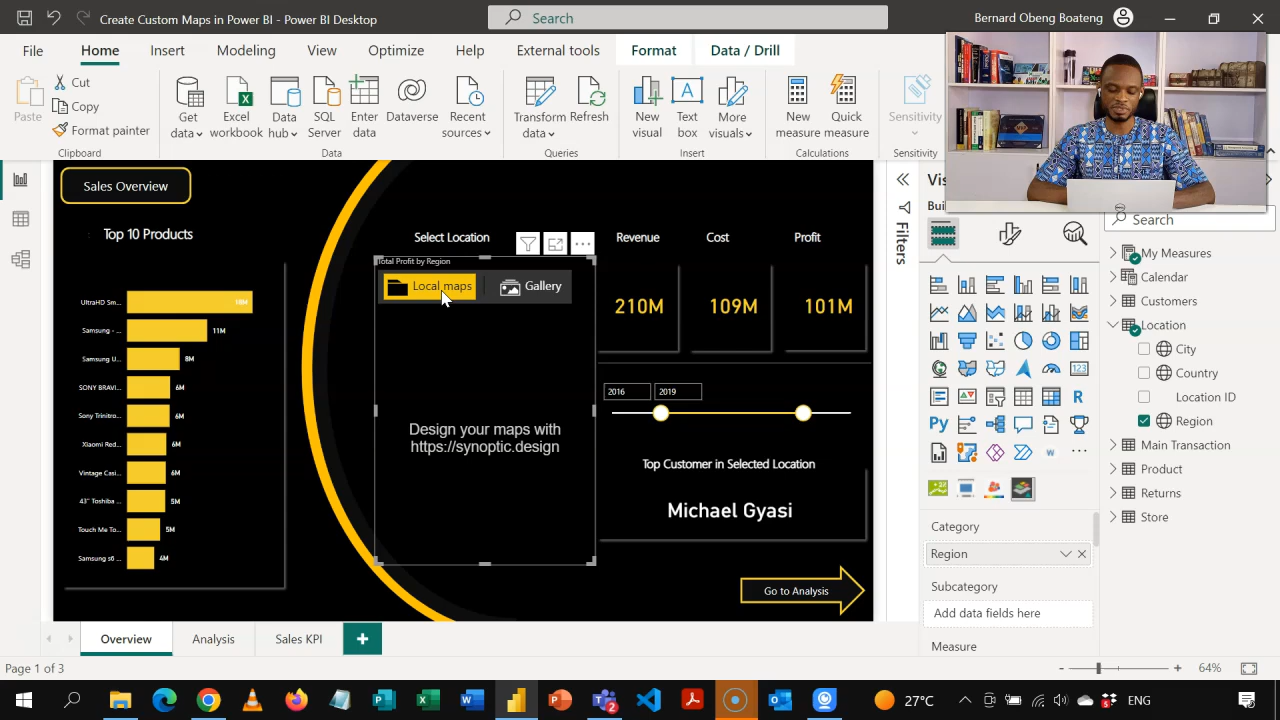 Create Custom Maps in Power BI - Power BI Desktop
Search
Bernard Obeng Boateng
File
Home
Insert
Modeling
View
Optimize
Help
External tools
Format
Data / Drill
Paste
Cut
Copy
Format painter
Get data
Excel workbook
Data hub
SQL Server
Enter data
Dataverse
Recent sources
Transform data
Refresh
New visual
Text box
More visuals
New measure
Quick measure
Sensitivity
Clipboard
Data
Queries
Insert
Calculations
Sensitivity
Sales Overview
Top 10 Products
UltraHD Sm...
18M
Samsung - ...
11M
Samsung U...
8M
SONY BRAVI...
6M
Sony Trinitro...
6M
Xiaomi Red...
6M
Vintage Casi...
6M
43" Toshiba ...
5M
Touch Me To...
5M
Samsung s6 ...
4M
Select Location
Total Profit by Region
Local maps
Gallery
Design your maps with
https://synoptic.design
Revenue
Cost
Profit
210M
109M
101M
2016
2019
Top Customer in Selected Location
Michael Gyasi
Go to Analysis
Filters
Search
My Measures
Calendar
Customers
Location
City
Country
Location ID
Region
Main Transaction
Product
Returns
Store
Category
Region
Subcategory
Add data fields here
Measure
Overview
Analysis
Sales KPI
Page 1 of 3
64%
27°C
ENG